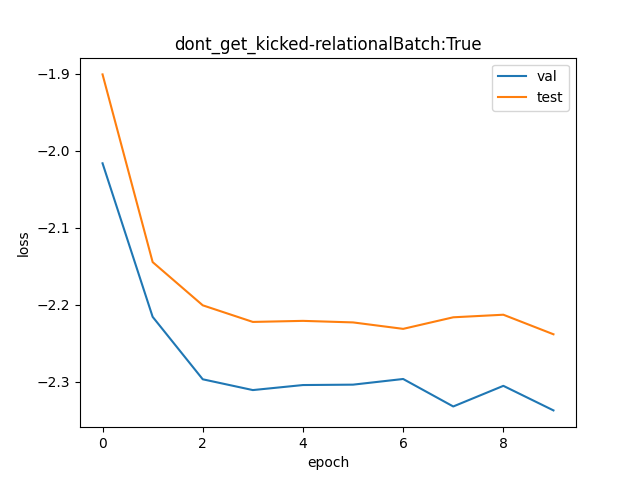 dont_get_kicked-relationalBatch:True
val
test
−1.9
−2.0
−2.1
−2.2
−2.3
loss
0
2
4
6
8
epoch